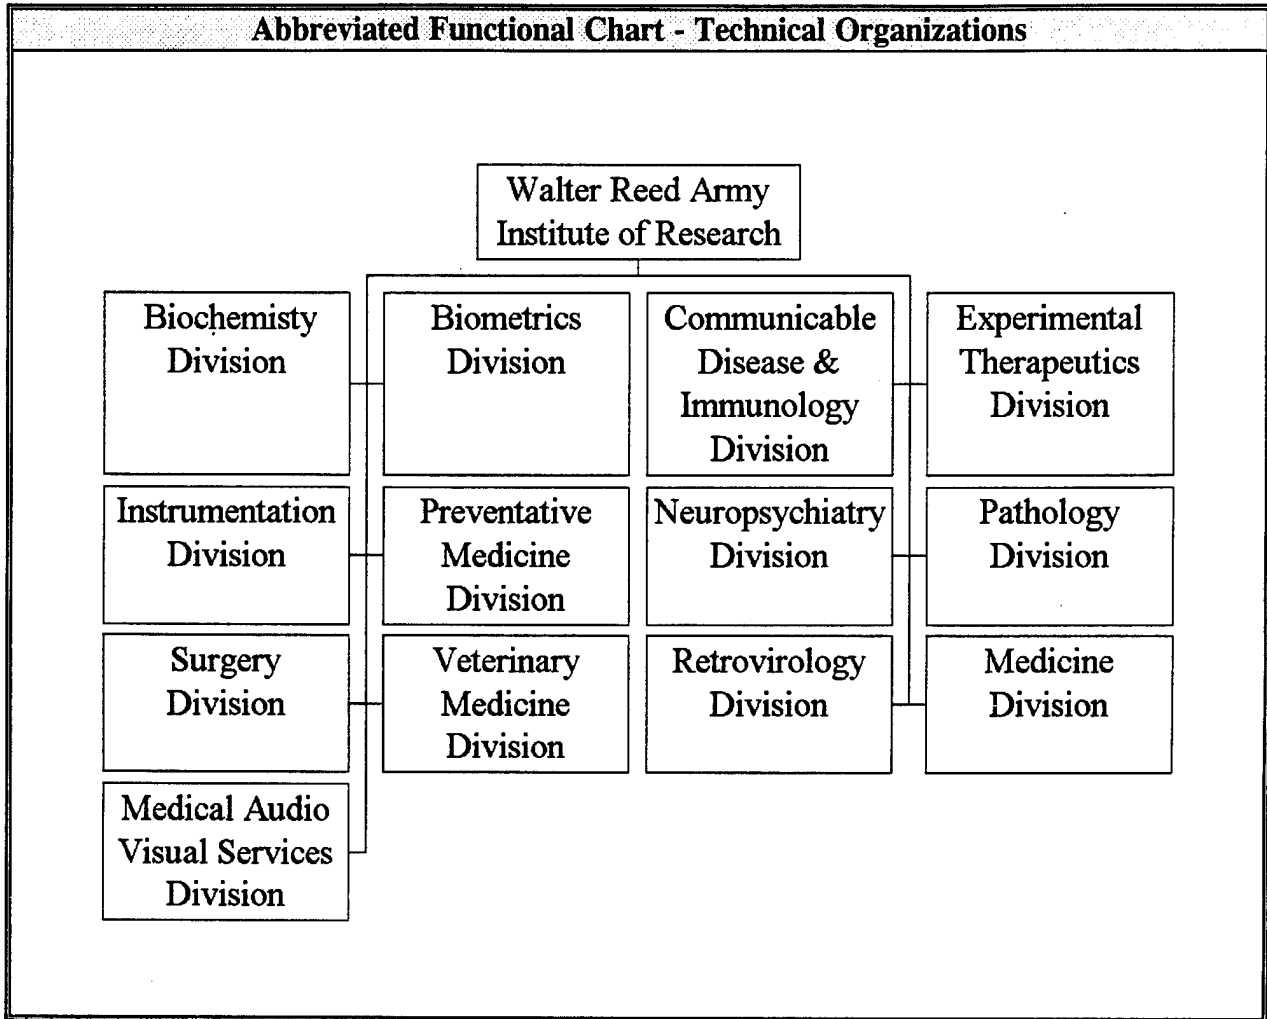 Abbreviated Functional Chart - Technical Organizations
Walter Reed Army
Institute of Research
Biochemisty
Division
Biometrics
Division
Communicable
Disease &
Immunology
Division
Experimental
Therapeutics
Division
Instrumentation
Division
Preventative
Medicine
Division
Neuropsychiatry
Division
Pathology
Division
Surgery
Division
Veterinary
Medicine
Division
Retrovirology
Division
Medicine
Division
Medical Audio
Visual Services
Division